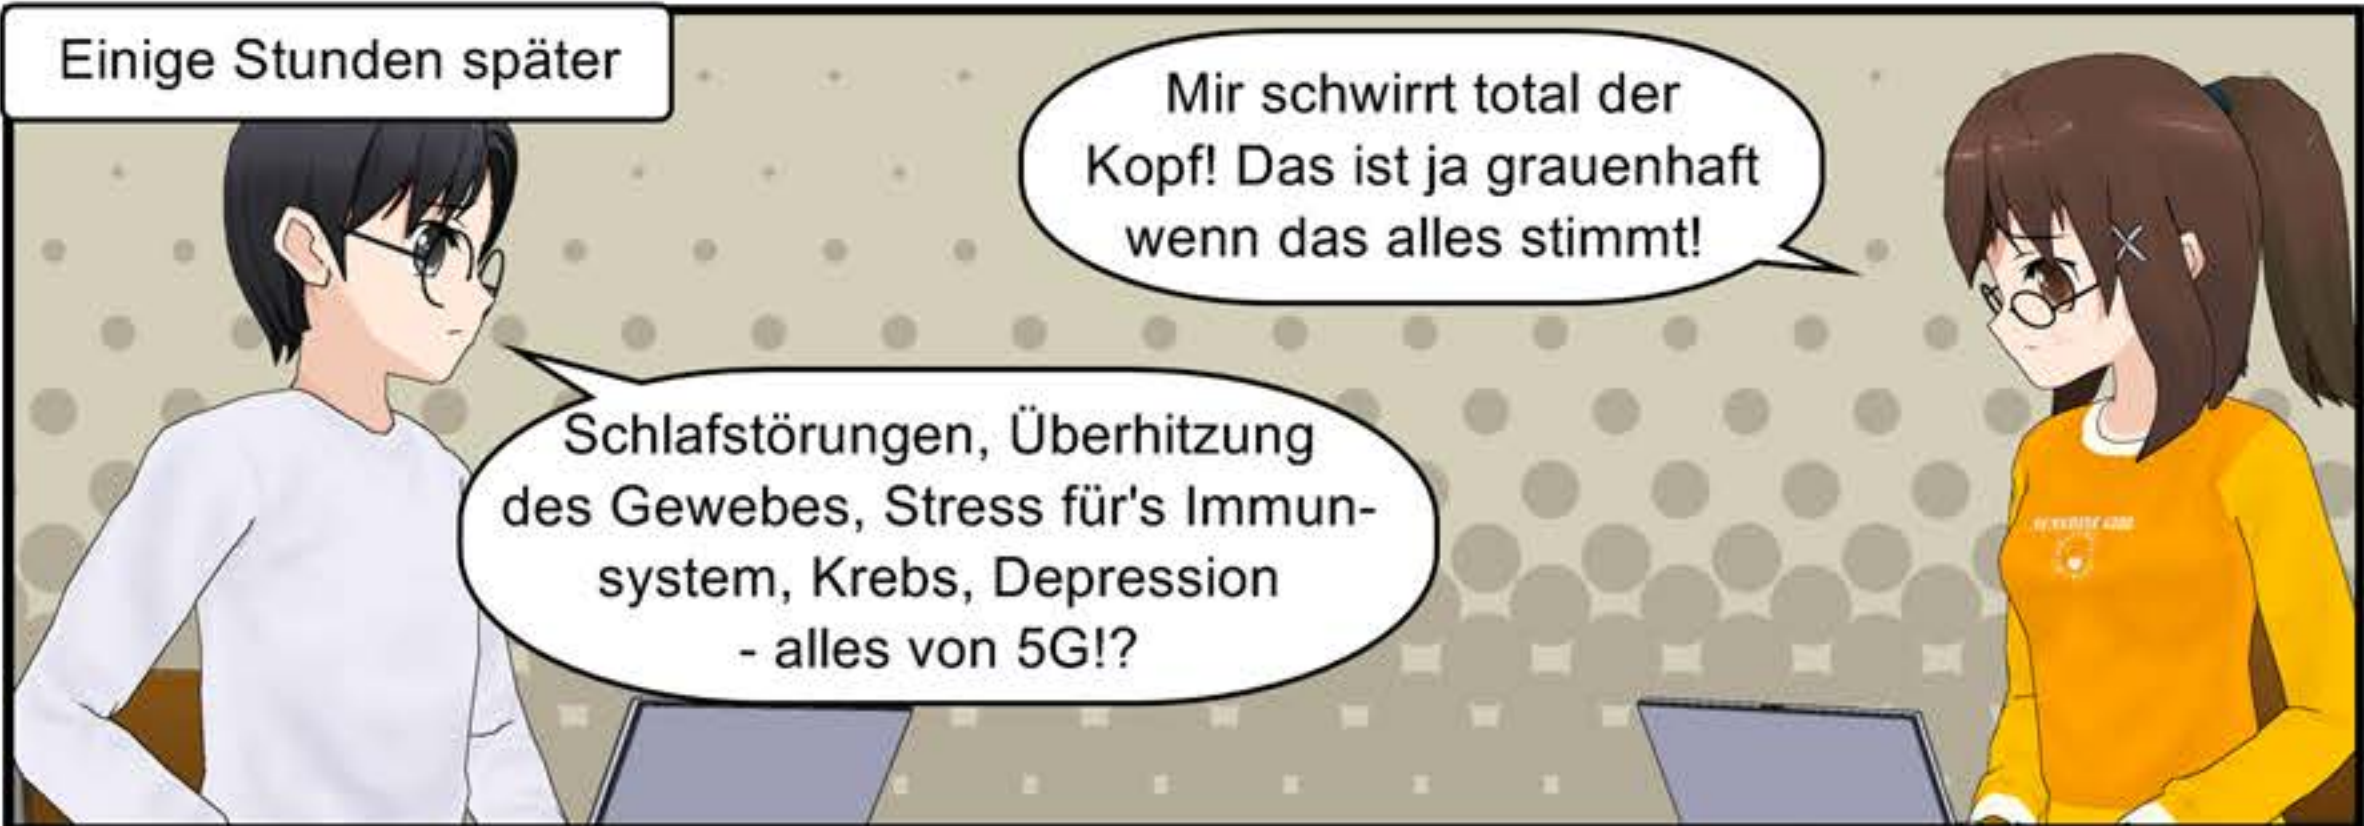 Einige Stunden später
Mir schwirrt total der
Kopf! Das ist ja grauenhaft
wenn das alles stimmt!
Schlafstörungen, Überhitzung
des Gewebes, Stress für's Immun-
system, Krebs, Depression
- alles von 5G!?